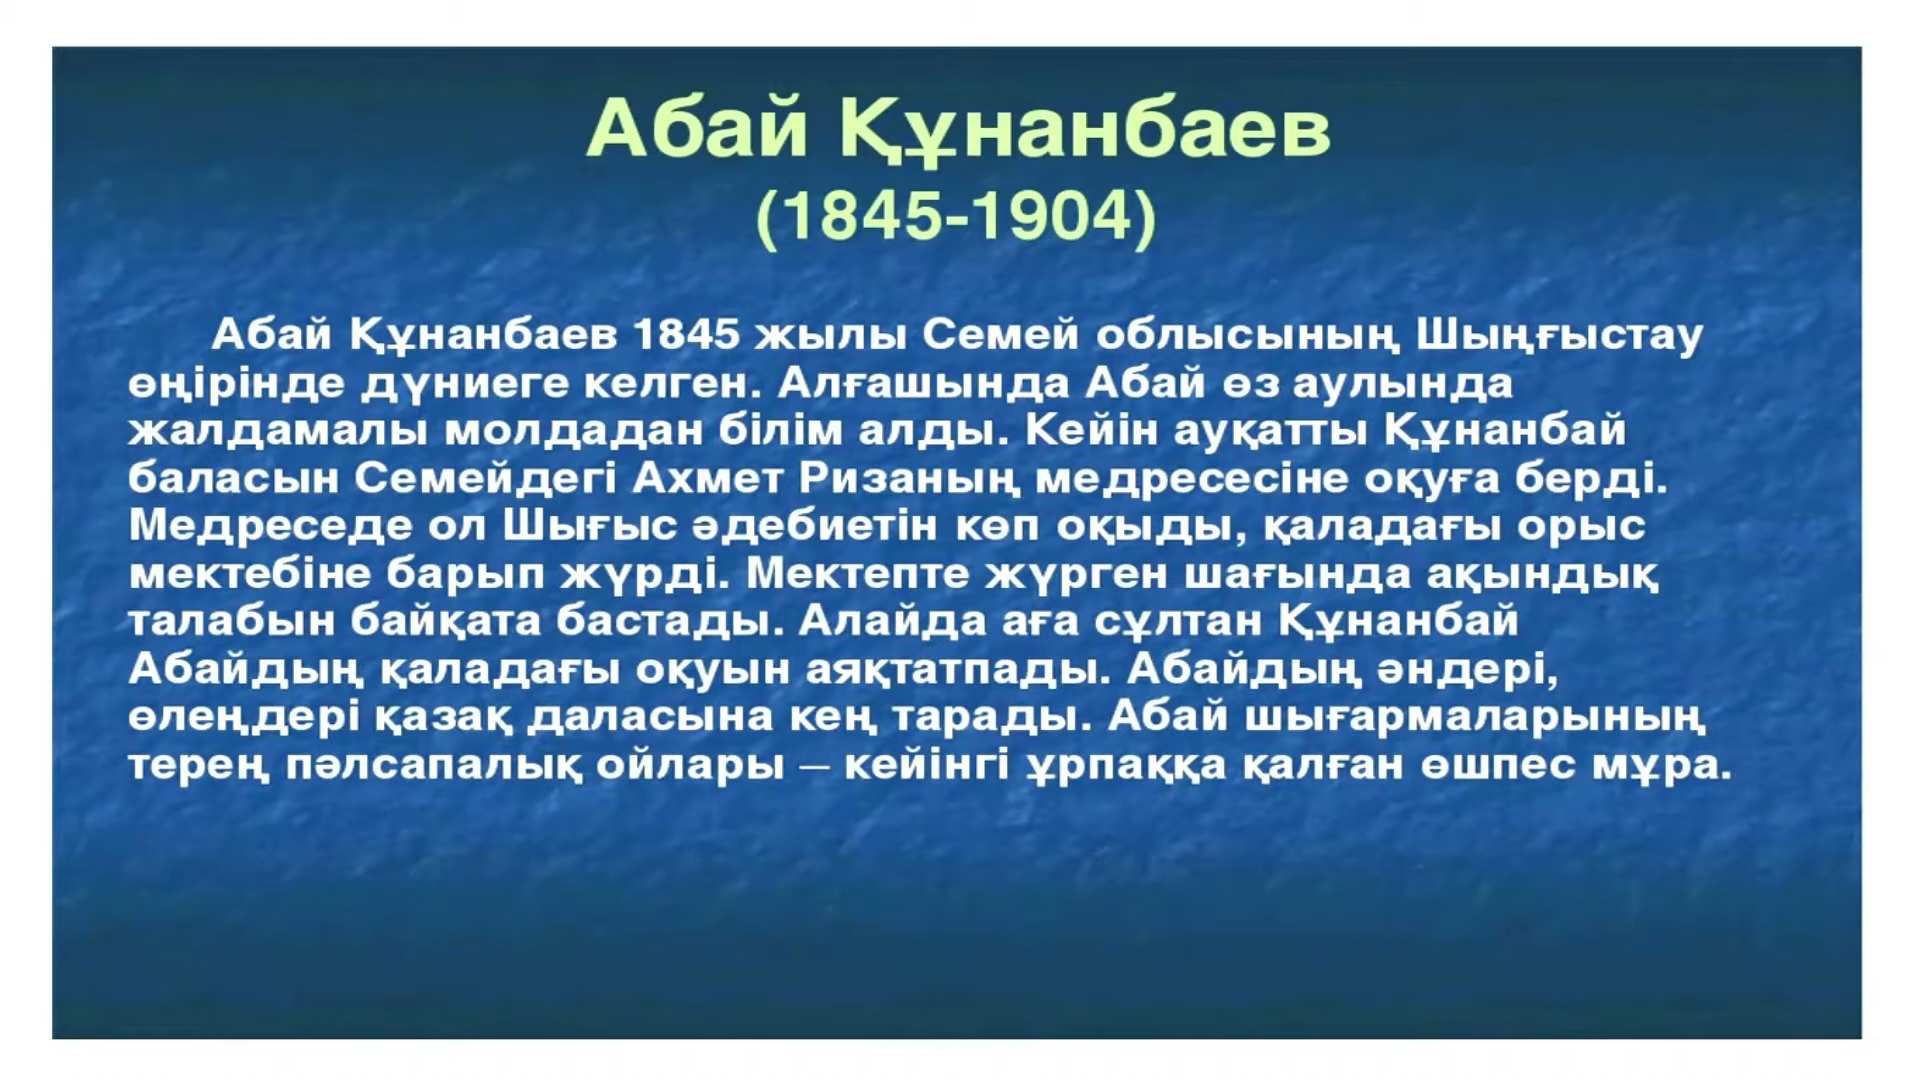 Абай Құнанбаев
(1845-1904)
Абай Құнанбаев 1845 жылы Семей облысының Шыңғыстау
өңірінде дүниеге келген. Алғашында Абай өз аулында
жалдамалы молдадан білім алды. Кейін ауқатты Құнанбай
баласын Семейдегі Ахмет Ризаның медресесіне оқуға берді.
Медреседе ол Шығыс әдебиетін көп оқыды, қаладағы орыс
мектебіне барып жүрді. Мектепте жүрген шағында ақындық
талабын байқата бастады. Алайда аға сұлтан Құнанбай
Абайдың қаладағы оқуын аяқтатпады. Абайдың әндері,
өлеңдері қазақ даласына кең тарады. Абай шығармаларының
терең пәлсапалық ойлары — кейінгі ұрпаққа қалған өшпес мұра.